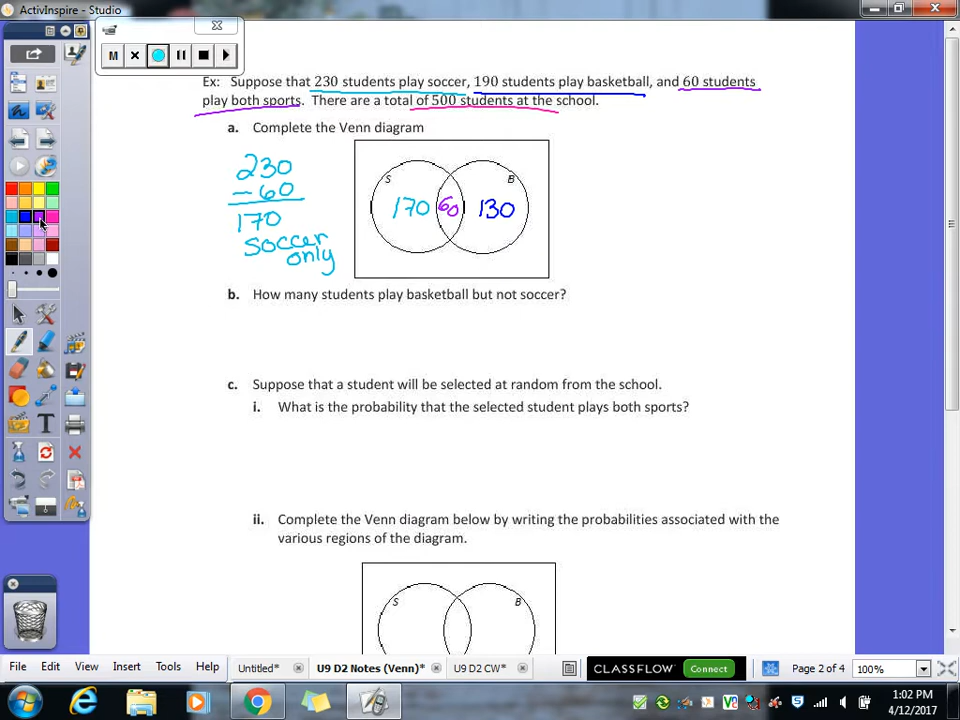 ActivInspire - Studio
M
Ex: Suppose that 230 students play soccer, 190 students play basketball, and 60 students
play both sports. There are a total of 500 students at the school.
a. Complete the Venn diagram
230
- 60
170
soccer
only
S
B
170
60
130
b. How many students play basketball but not soccer?
c. Suppose that a student will be selected at random from the school.
i. What is the probability that the selected student plays both sports?
ii. Complete the Venn diagram below by writing the probabilities associated with the
various regions of the diagram.
S
B
File Edit View Insert Tools Help
Untitled* U9 D2 Notes (Venn)* U9 D2 CW*
CLASSFLOW Connect
Page 2 of 4
100%
1:02 PM
4/12/2017